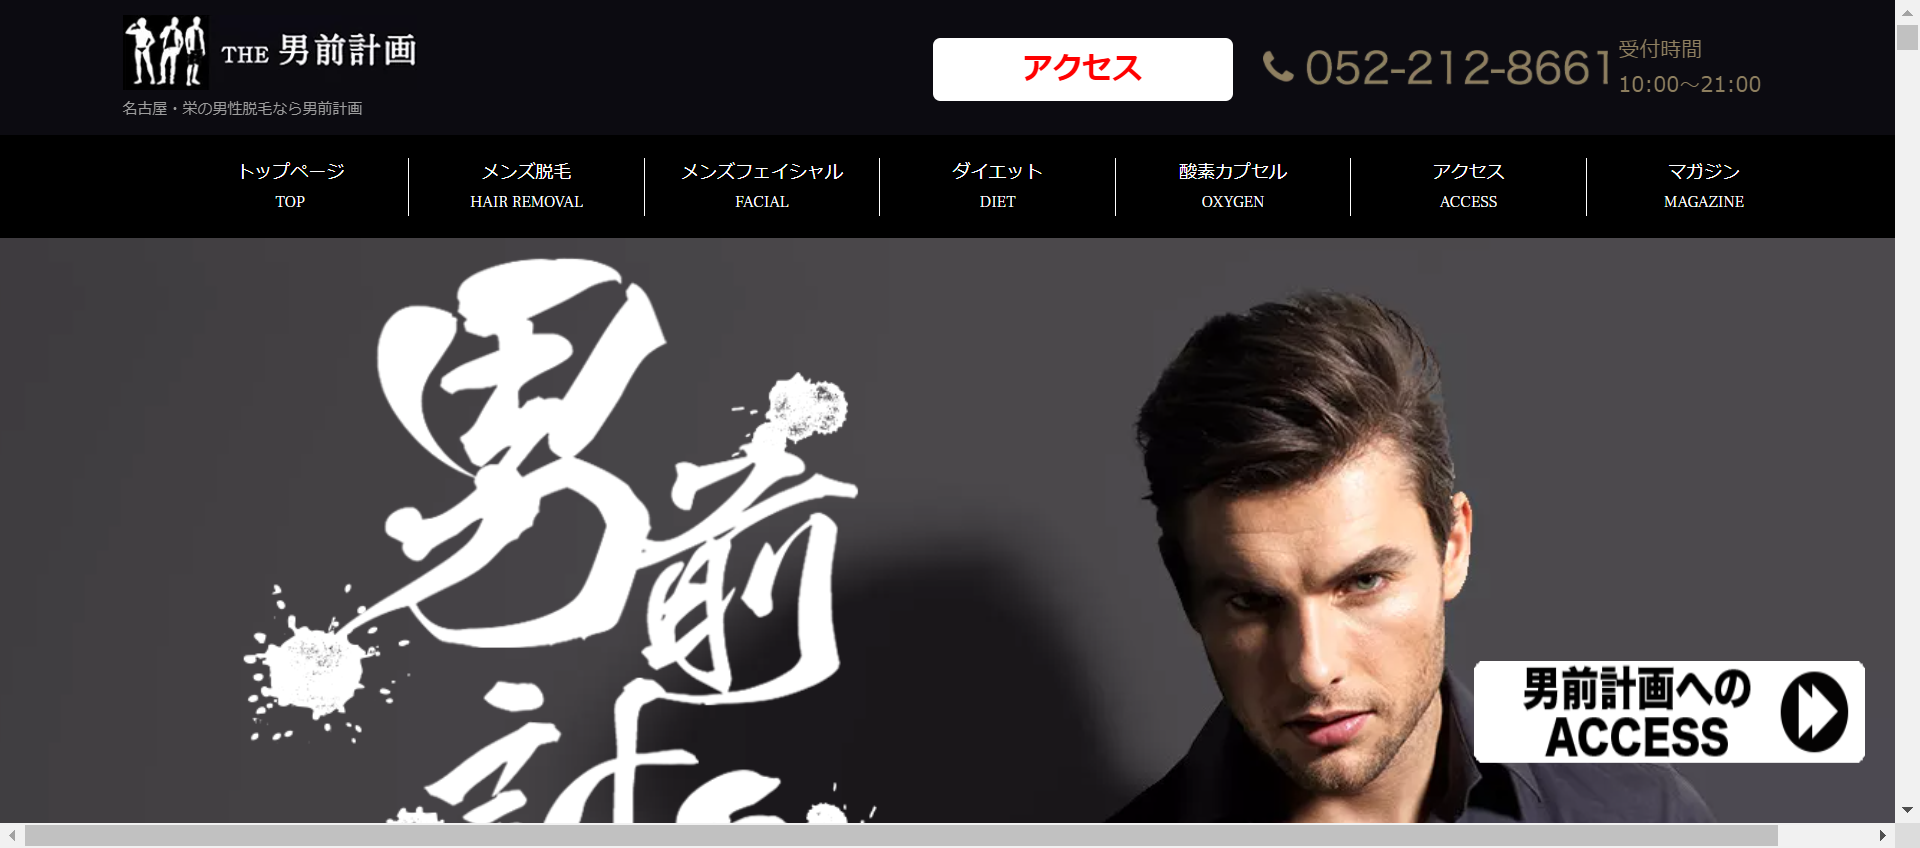 THE 男前計画
名古屋・栄の男性脱毛なら男前計画
アクセス
052-212-8661
受付時間
10:00～21:00
トップページ
TOP
メンズ脱毛
HAIR REMOVAL
メンズフェイシャル
FACIAL
ダイエット
DIET
酸素カプセル
OXYGEN
アクセス
ACCESS
マガジン
MAGAZINE
男前計
男前計画への
ACCESS